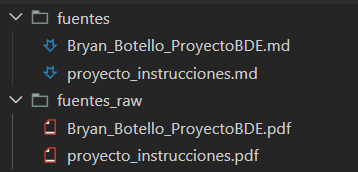 fuentes
Bryan_Botello_ProyectoBDE.md
proyecto_instrucciones.md
fuentes_raw
Bryan_Botello_ProyectoBDE.pdf
proyecto_instrucciones.pdf